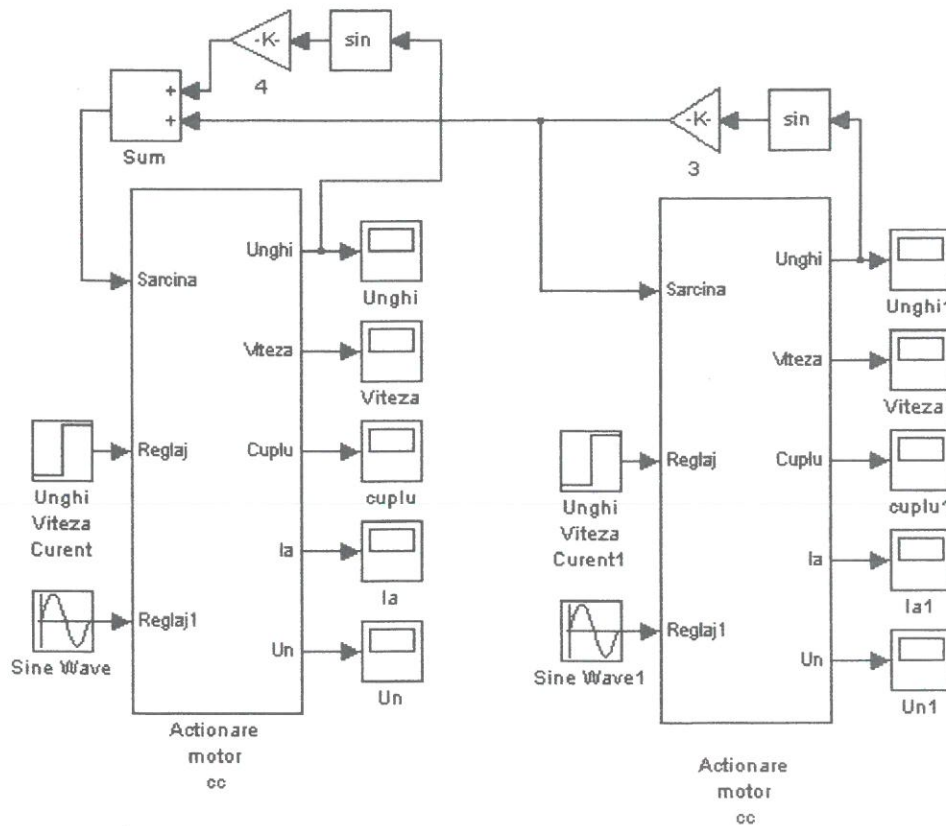 -K-
sin
4
+
+
Sum
-K-
sin
3
Unghi
Sarcina
Unghi
Viteza
Viteza
Reglaj
Cuplu
cuplu
Unghi
Viteza
Curent
Ia
Ia
Reglaj1
Sine Wave
Un
Un
Actionare
motor
cc
Unghi
Sarcina
Unghi1
Viteza
Viteza
Reglaj
Cuplu
cuplu1
Unghi
Viteza
Curent1
Ia
Ia1
Reglaj1
Sine Wave1
Un
Un1
Actionare
motor
cc